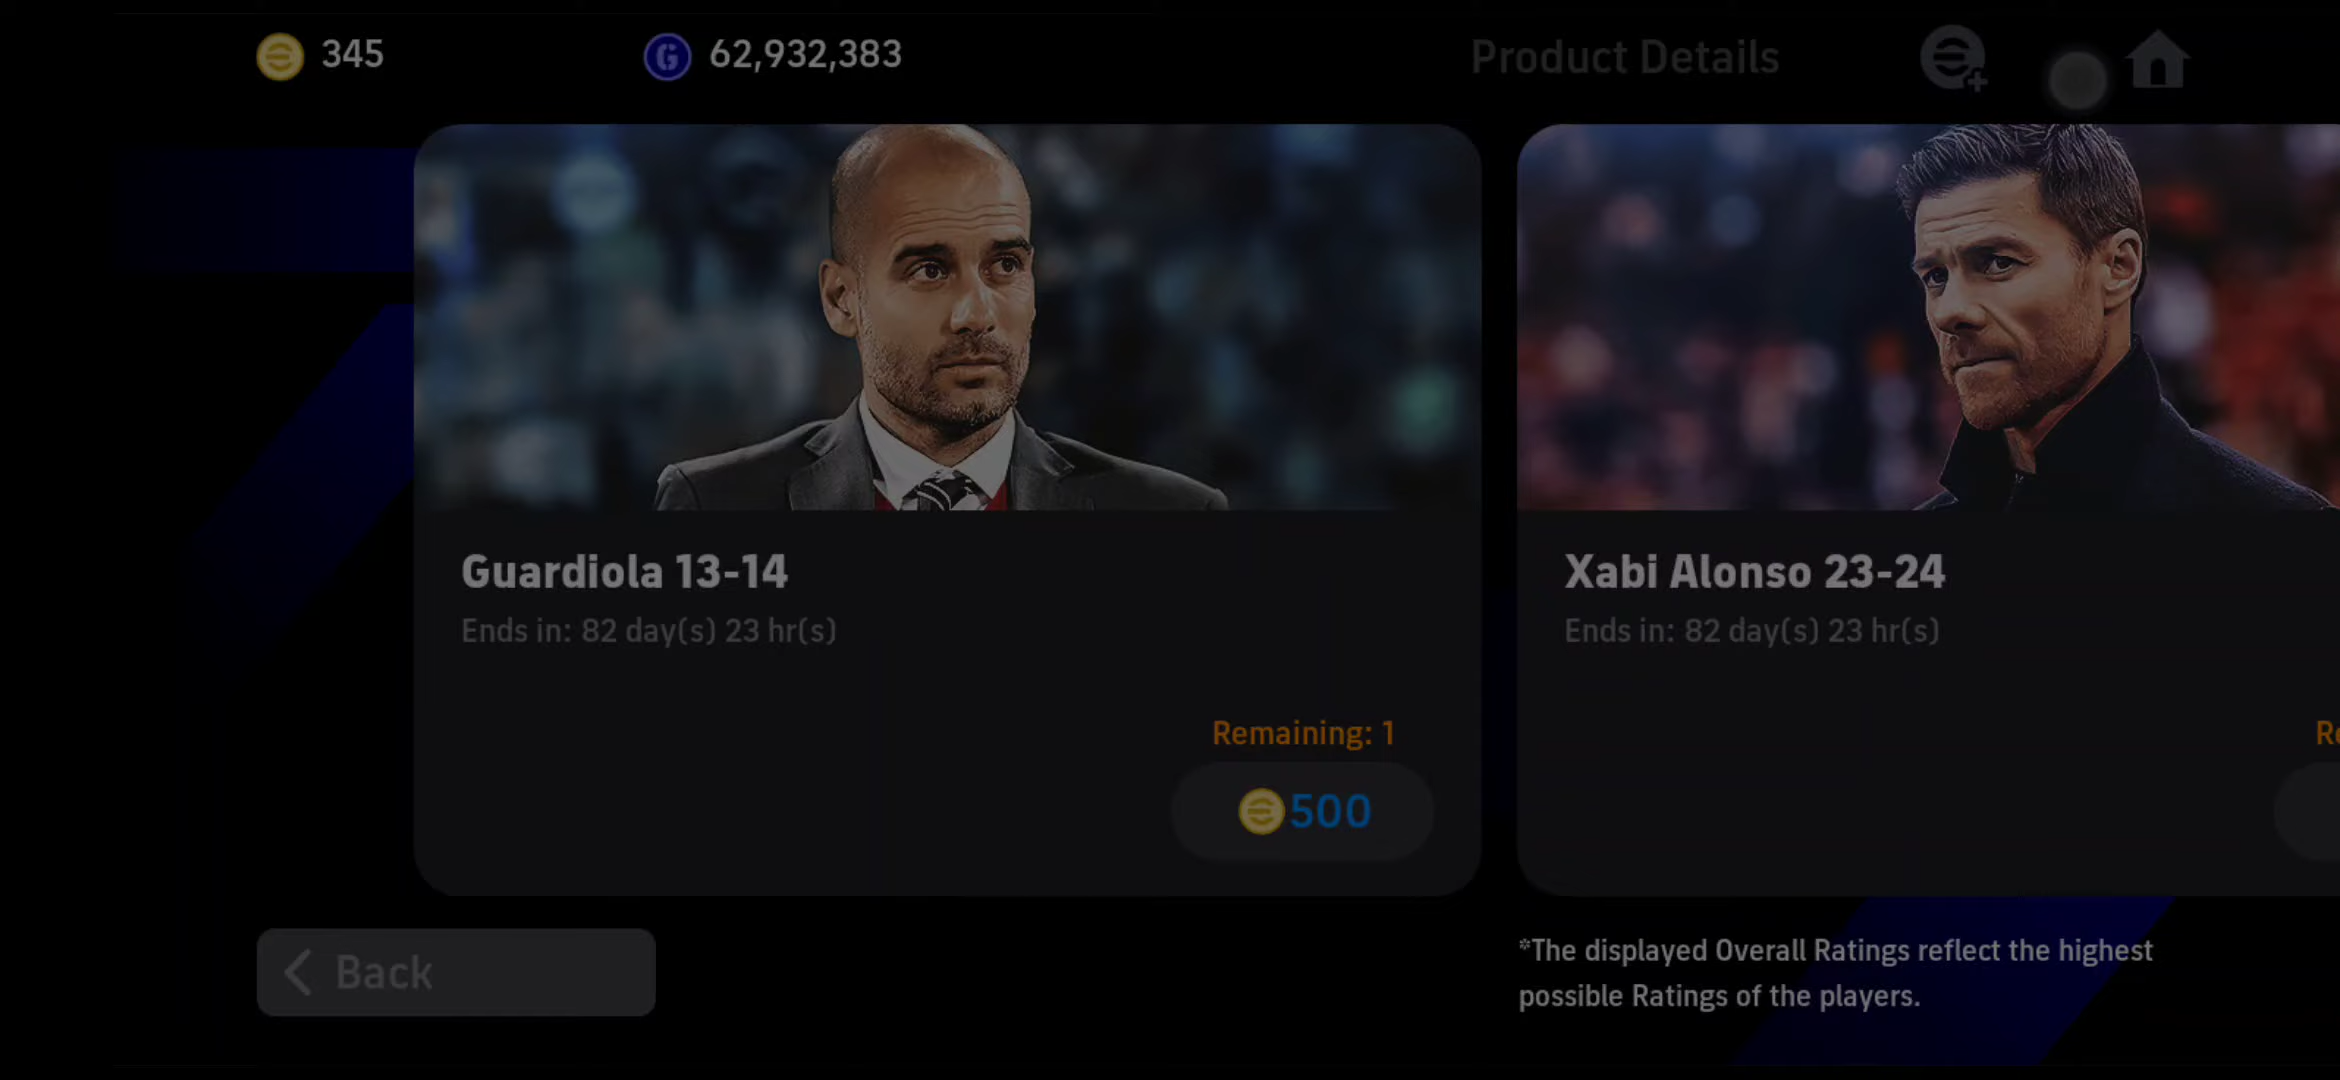 345
62,932,383
Product Details
Guardiola 13-14
Ends in: 82 day(s) 23 hr(s)
Remaining: 1
500
Xabi Alonso 23-24
Ends in: 82 day(s) 23 hr(s)
Back
*The displayed Overall Ratings reflect the highest
possible Ratings of the players.